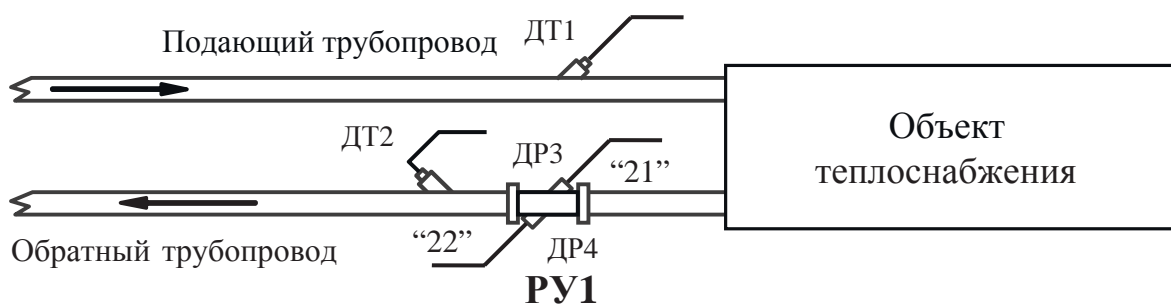 ДТ1
Подающий трубопровод
Объект
теплоснабжения
ДТ2
ДР3
“21”
“22”
ДР4
Обратный трубопровод
РУ1